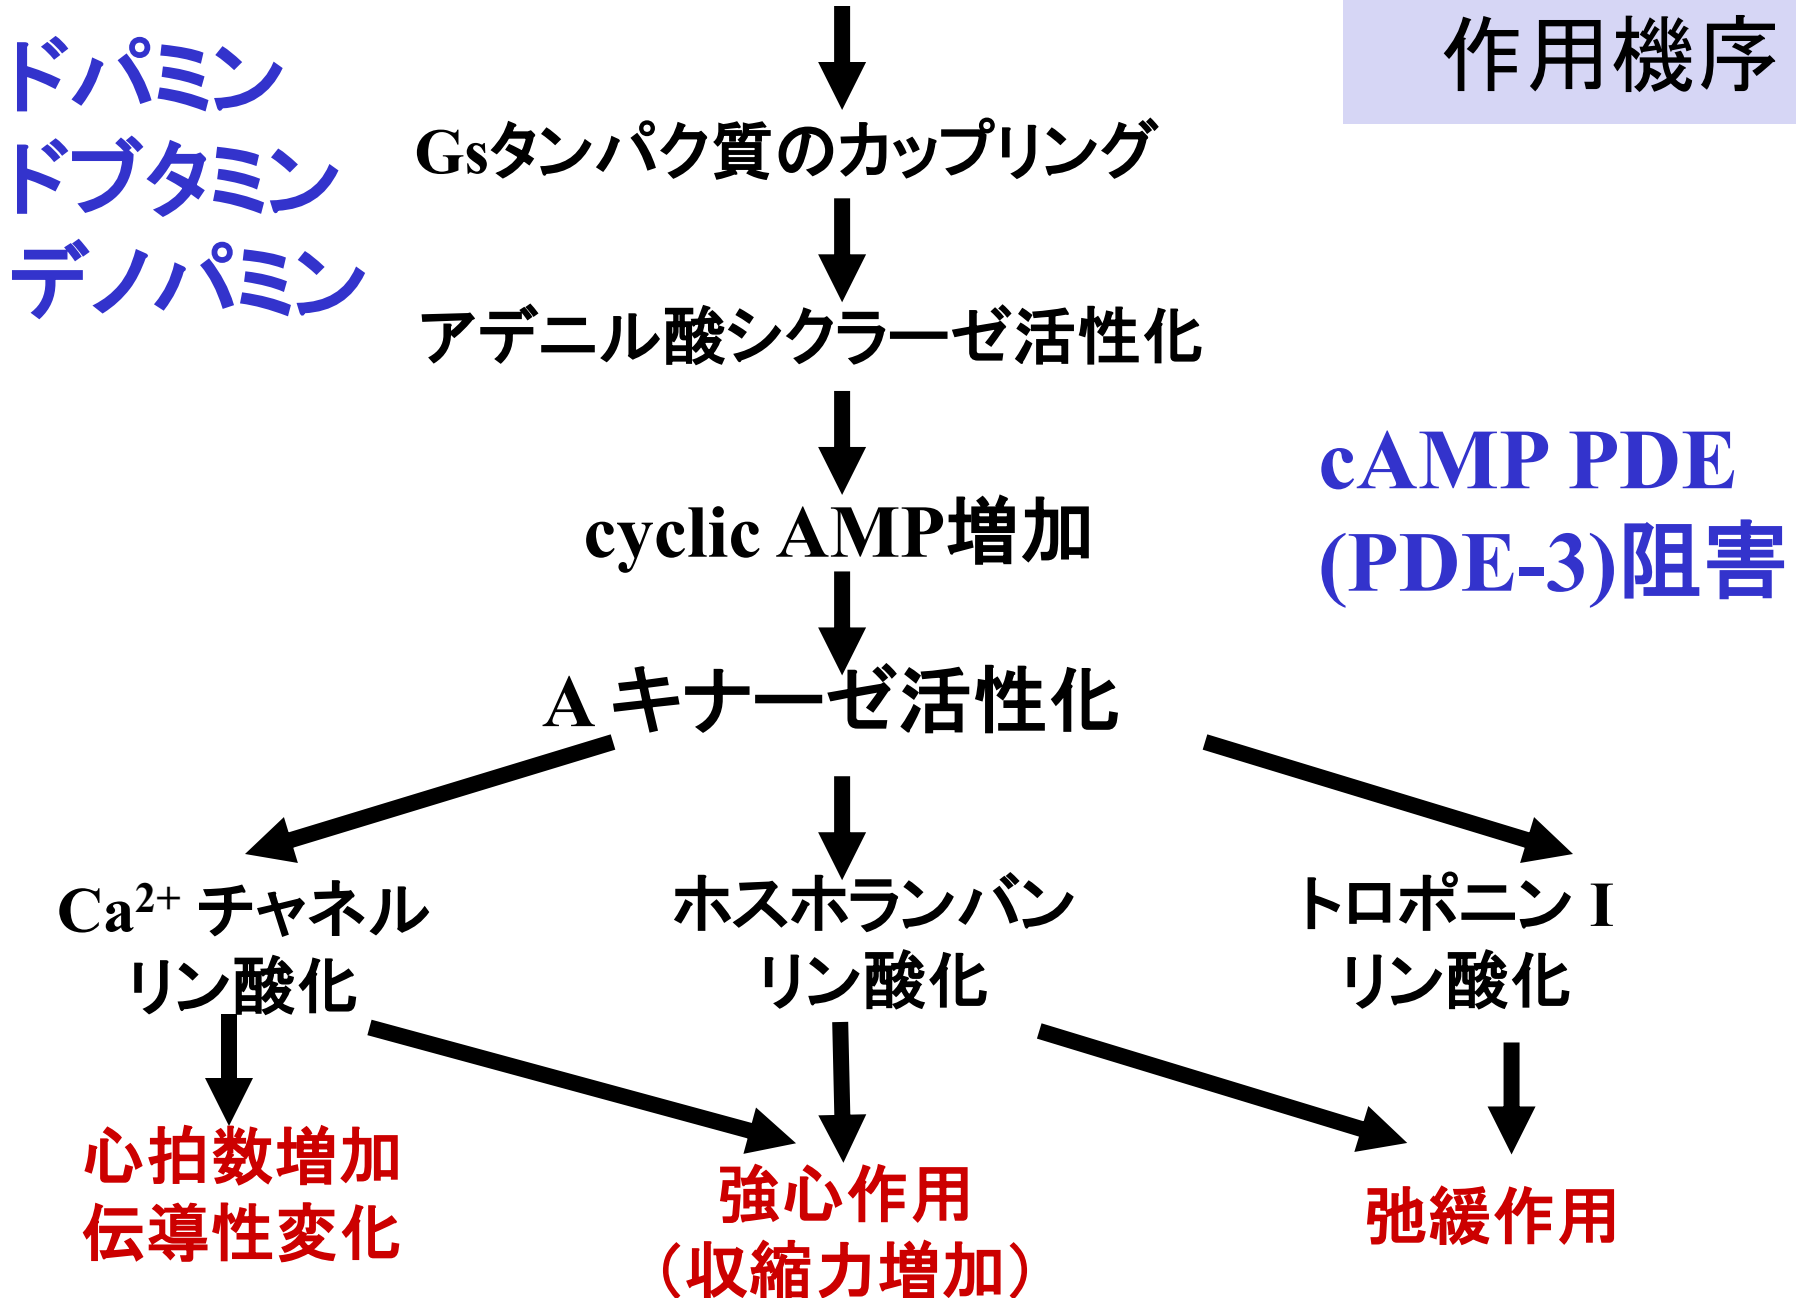 作用機序
ドパミン
ドブタミン
デノパミン
Gsタンパク質のカップリング
アデニル酸シクラーゼ活性化
cyclic AMP増加
cAMP PDE
(PDE-3)阻害
A キナーゼ活性化
Ca²⁺ チャネル
リン酸化
ホスホランバン
リン酸化
トロポニン I
リン酸化
心拍数増加
伝導性変化
強心作用
（収縮力増加）
弛緩作用